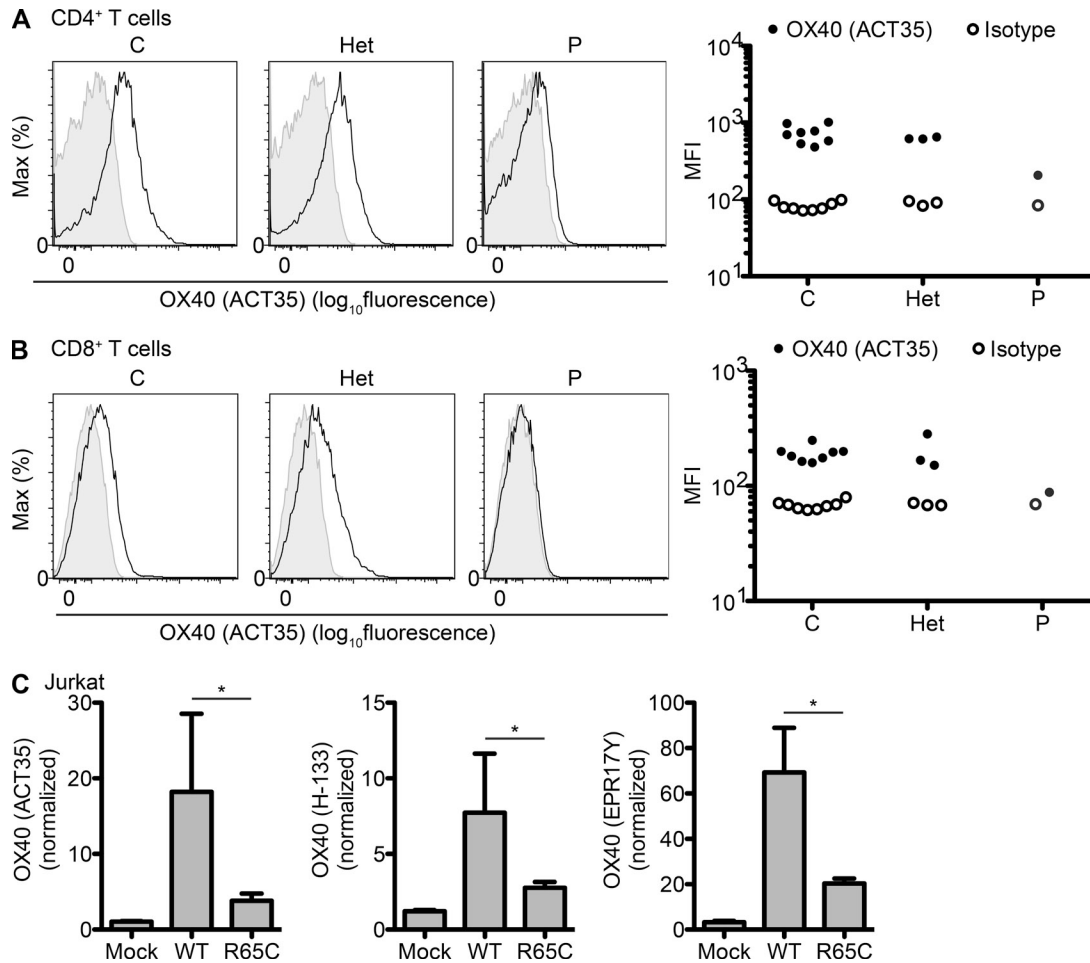 A CD4⁺ T cells
C Het P
Max (%)
0 0 0
0 0 0
OX40 (ACT35) (log₁₀fluorescence)
● OX40 (ACT35) ○ Isotype
MFI
10⁴
10³
10²
10¹
C Het P
B CD8⁺ T cells
C Het P
Max (%)
0 0 0
0 0 0
OX40 (ACT35) (log₁₀fluorescence)
● OX40 (ACT35) ○ Isotype
MFI
10³
10²
10¹
C Het P
C Jurkat
OX40 (ACT35)
(normalized)
30
20
10
0
*
Mock WT R65C
OX40 (H-133)
(normalized)
15
10
5
0
*
Mock WT R65C
OX40 (EPR17Y)
(normalized)
100
80
60
40
20
0
*
Mock WT R65C